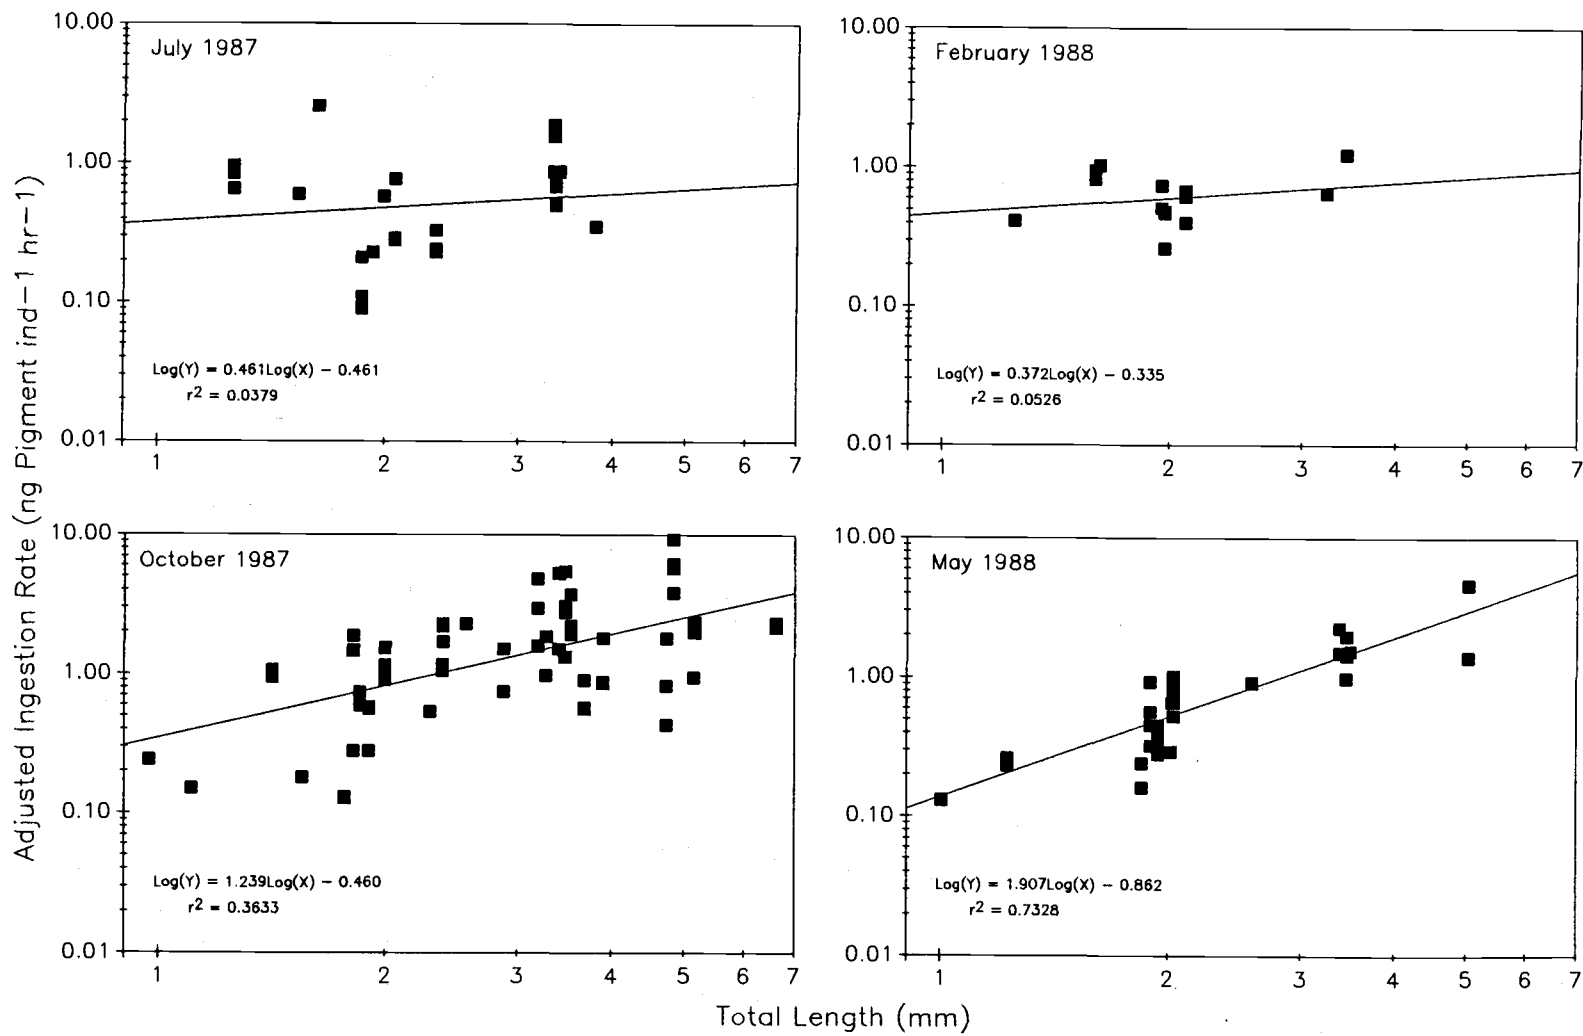 Adjusted Ingestion Rate (ng Pigment ind−1 hr−1)
10.00
1.00
0.10
0.01
July 1987
Log(Y) = 0.461Log(X) − 0.461
r2 = 0.0379
1 2 3 4 5 6 7
10.00
1.00
0.10
0.01
February 1988
Log(Y) = 0.372Log(X) − 0.335
r2 = 0.0526
1 2 3 4 5 6 7
10.00
1.00
0.10
0.01
October 1987
Log(Y) = 1.239Log(X) − 0.460
r2 = 0.3633
1 2 3 4 5 6 7
10.00
1.00
0.10
0.01
May 1988
Log(Y) = 1.907Log(X) − 0.862
r2 = 0.7328
1 2 3 4 5 6 7
Total Length (mm)